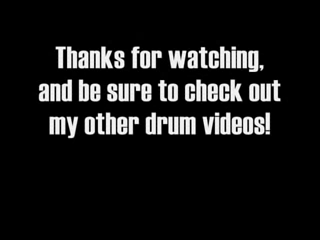 Thanks for watching,
and be sure to check out
my other drum videos!